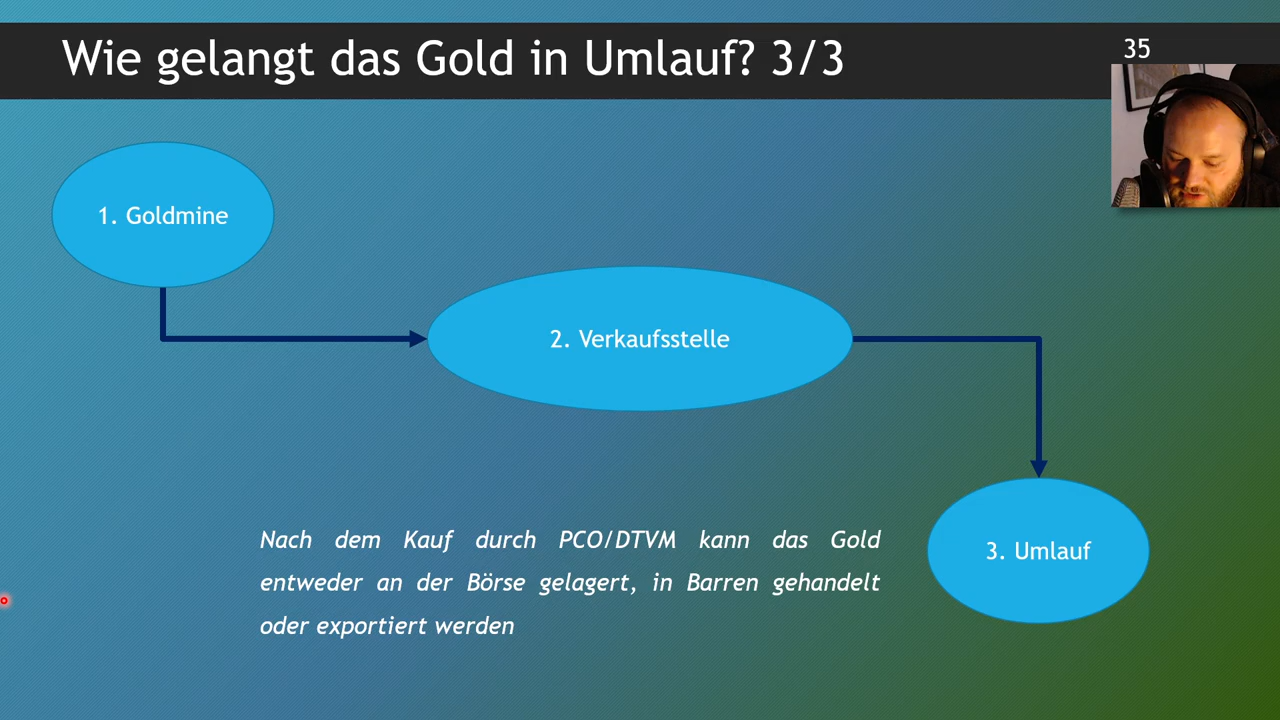 Wie gelangt das Gold in Umlauf? 3/3
35
1. Goldmine
2. Verkaufsstelle
Nach dem Kauf durch PCO/DTVM kann das Gold
entweder an der Börse gelagert, in Barren gehandelt
oder exportiert werden
3. Umlauf